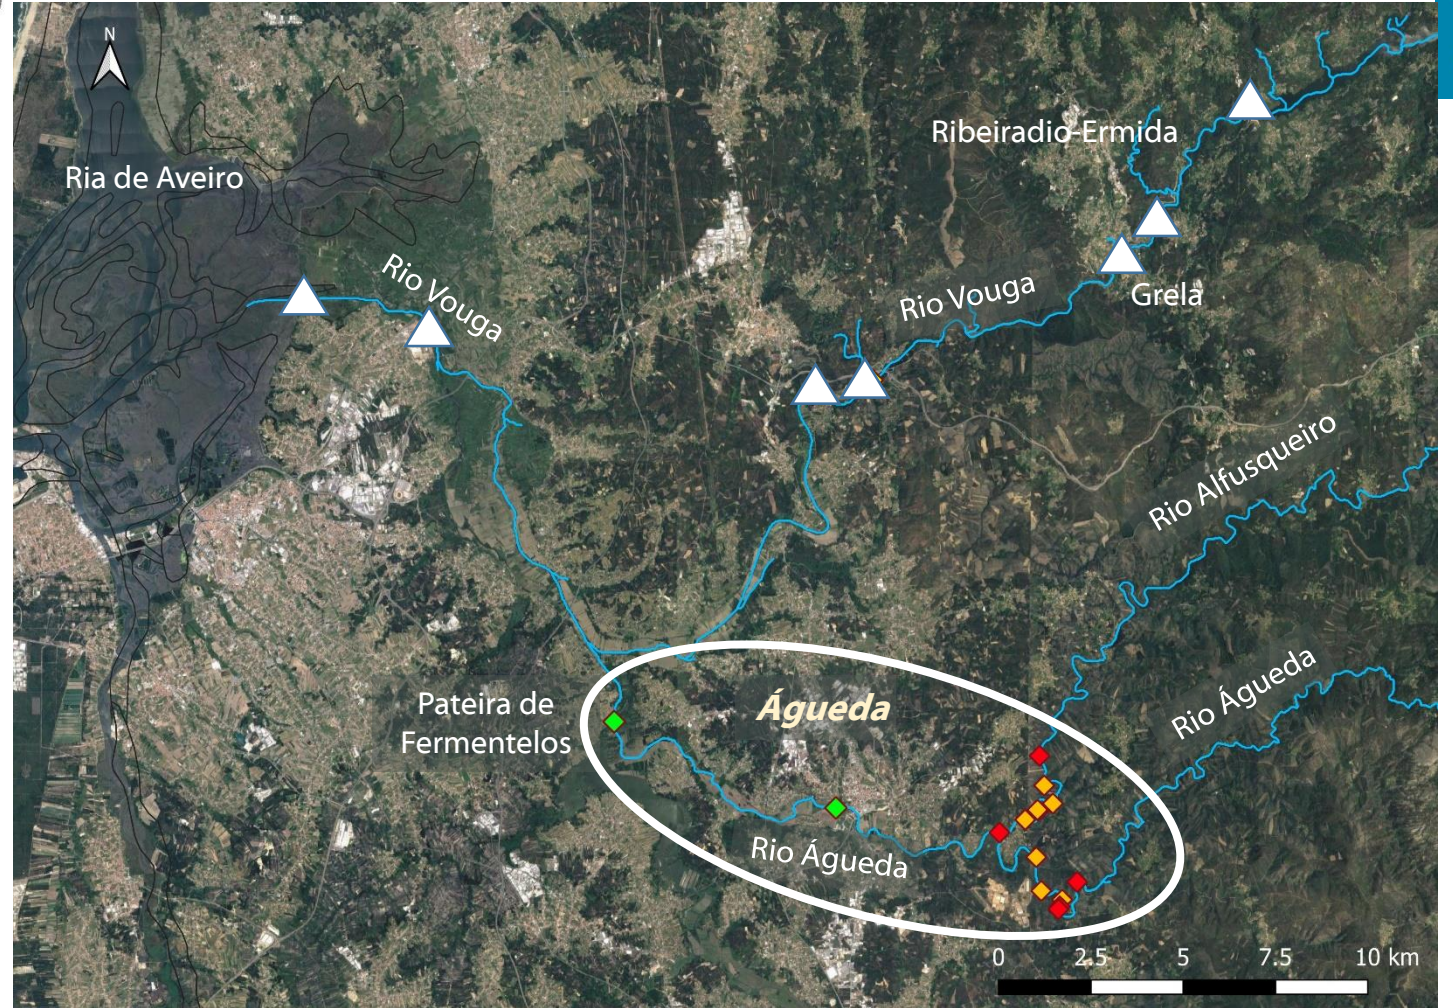 N
Ribeiradio-Ermida
Ria de Aveiro
Rio Vouga
Rio Vouga
Grela
Rio Alfusqueiro
Rio Águeda
Pateira de
Fermentelos
Águeda
Rio Águeda
0 2.5 5 7.5 10 km